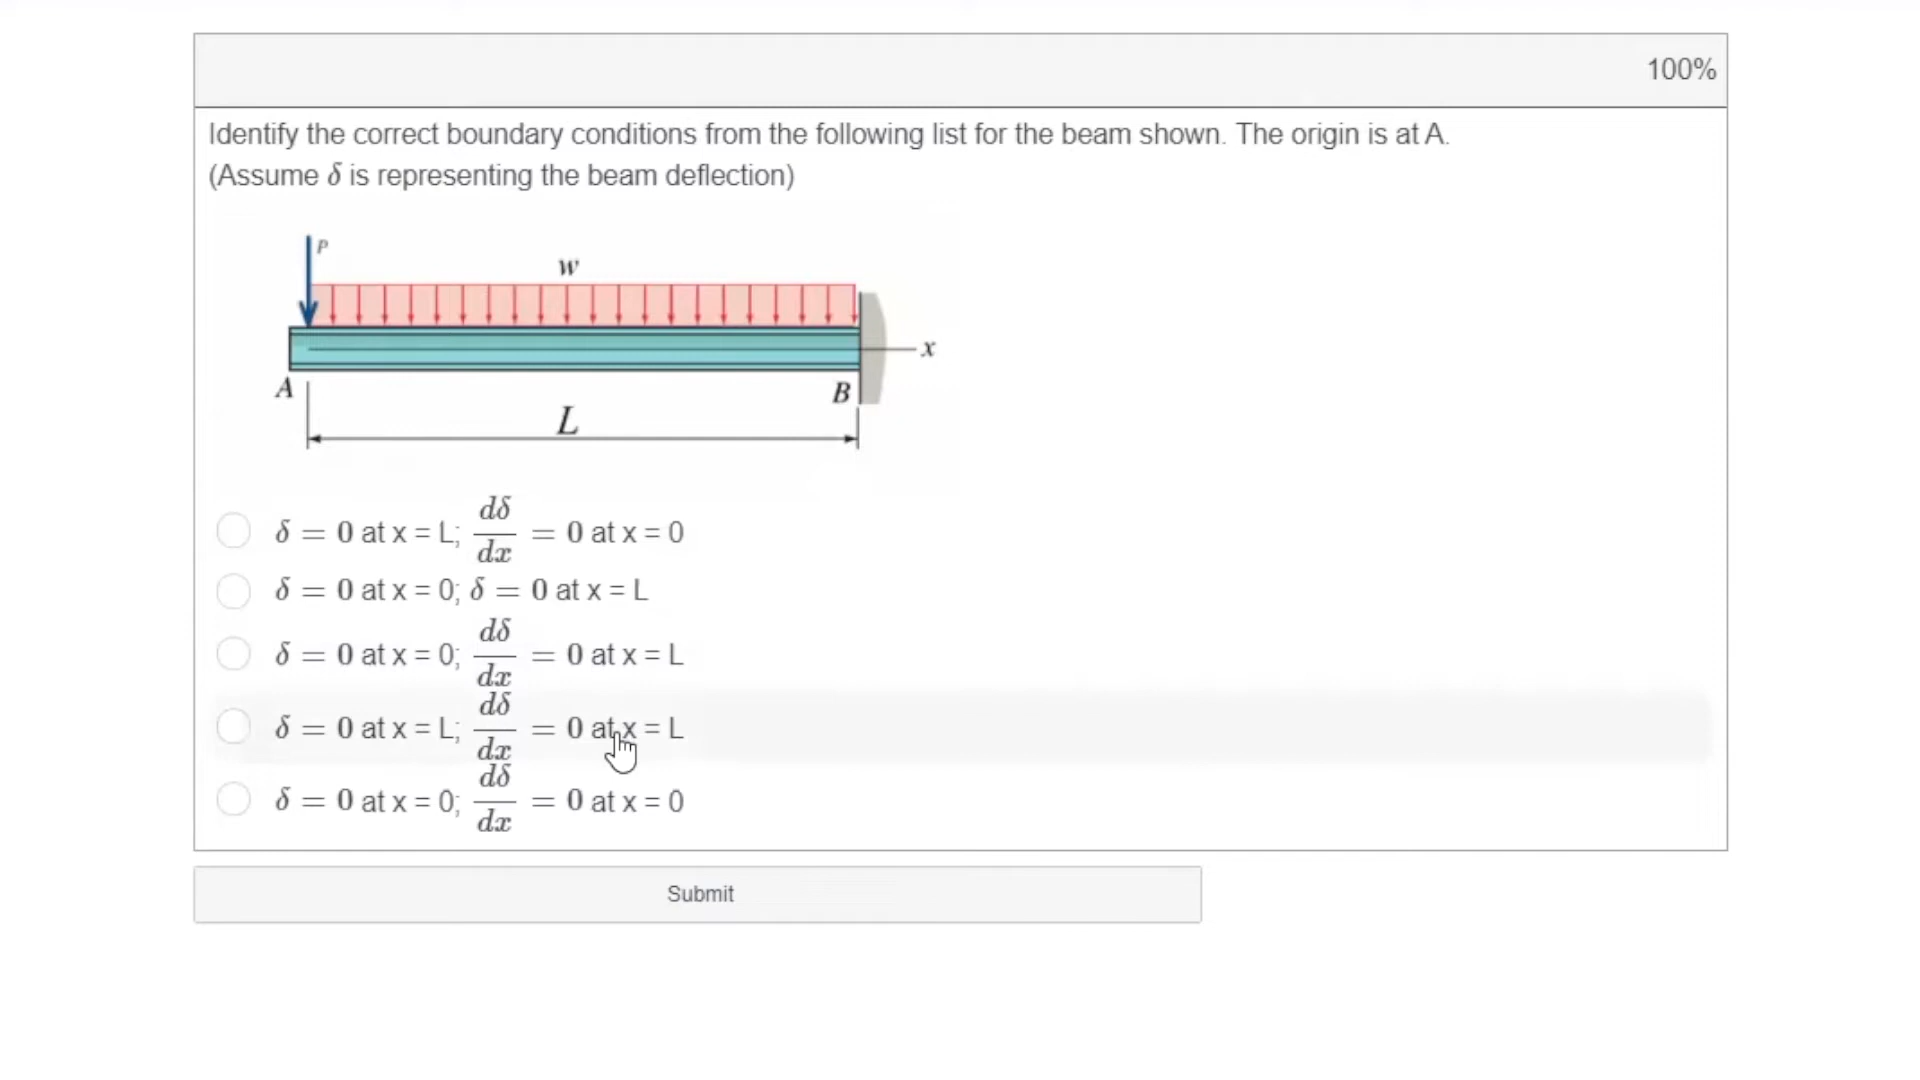 100%
Identify the correct boundary conditions from the following list for the beam shown. The origin is at A.
(Assume δ is representing the beam deflection)
P
w
x
A
B
L
δ = 0 at x = L; dδ/dx = 0 at x = 0
δ = 0 at x = 0; δ = 0 at x = L
δ = 0 at x = 0; dδ/dx = 0 at x = L
δ = 0 at x = L; dδ/dx = 0 at x = L
δ = 0 at x = 0; dδ/dx = 0 at x = 0
Submit